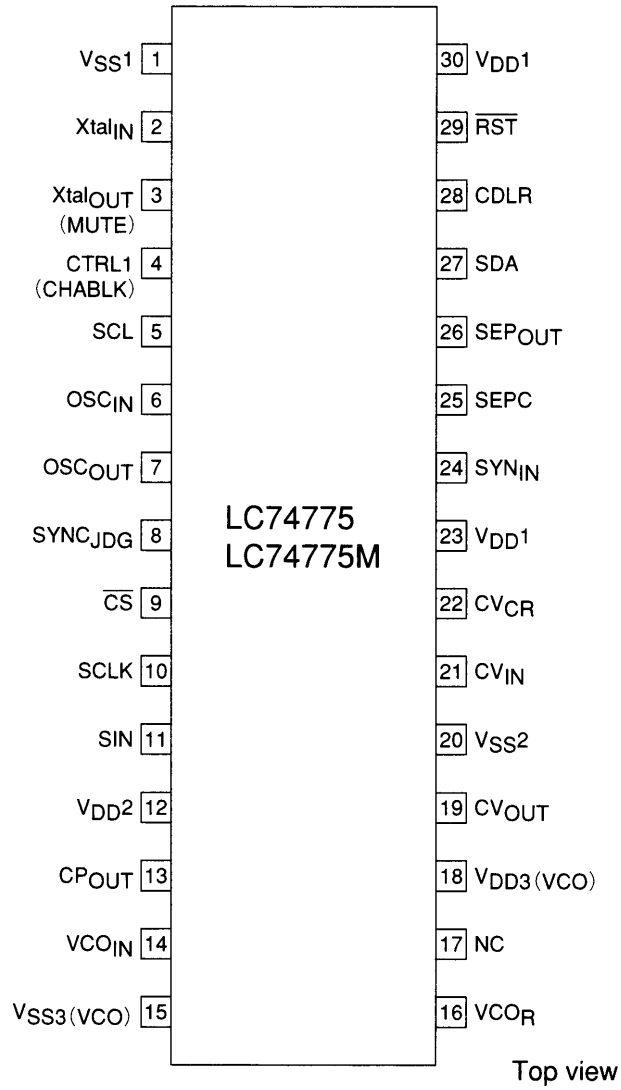 VSS1 1
XtalIN 2
XtalOUT 3
(MUTE)
CTRL1 4
(CHABLK)
SCL 5
OSCIN 6
OSCOUT 7
SYNCJDG 8
C̅S̅ 9
SCLK 10
SIN 11
VDD2 12
CPOUT 13
VCOIN 14
VSS3(VCO) 15
LC74775
LC74775M
30 VDD1
29 R̅S̅T̅
28 CDLR
27 SDA
26 SEPOUT
25 SEPC
24 SYNIN
23 VDD1
22 CVCR
21 CVIN
20 VSS2
19 CVOUT
18 VDD3(VCO)
17 NC
16 VCOR
Top view